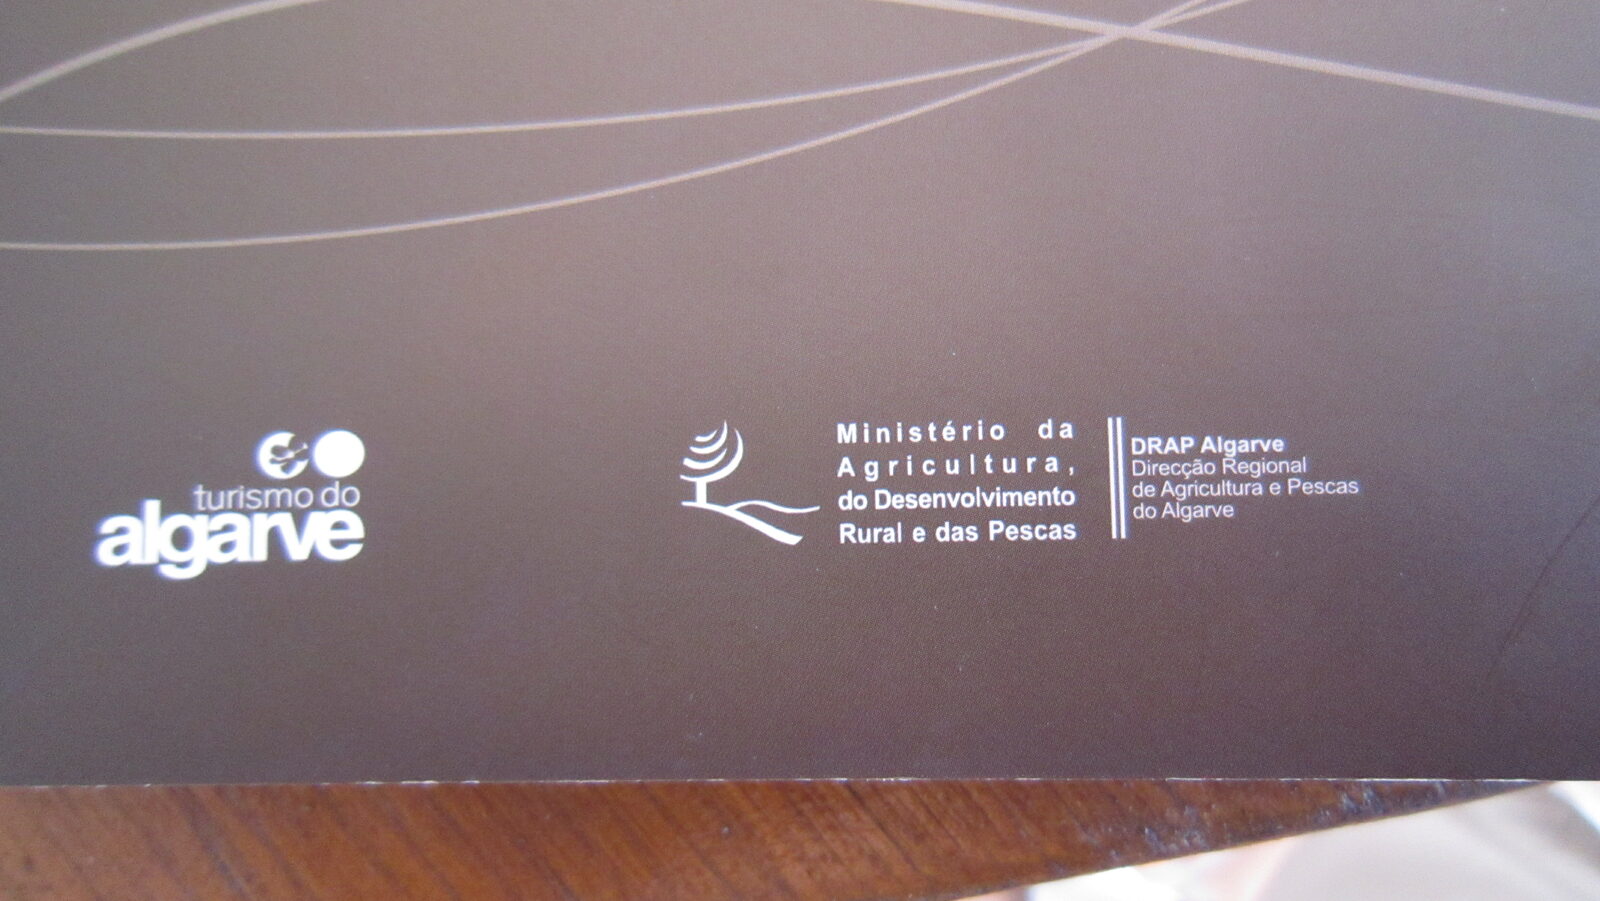 turismo do
algarve
Ministério da
Agricultura,
do Desenvolvimento
Rural e das Pescas
DRAP Algarve
Direcção Regional
de Agricultura e Pescas
do Algarve